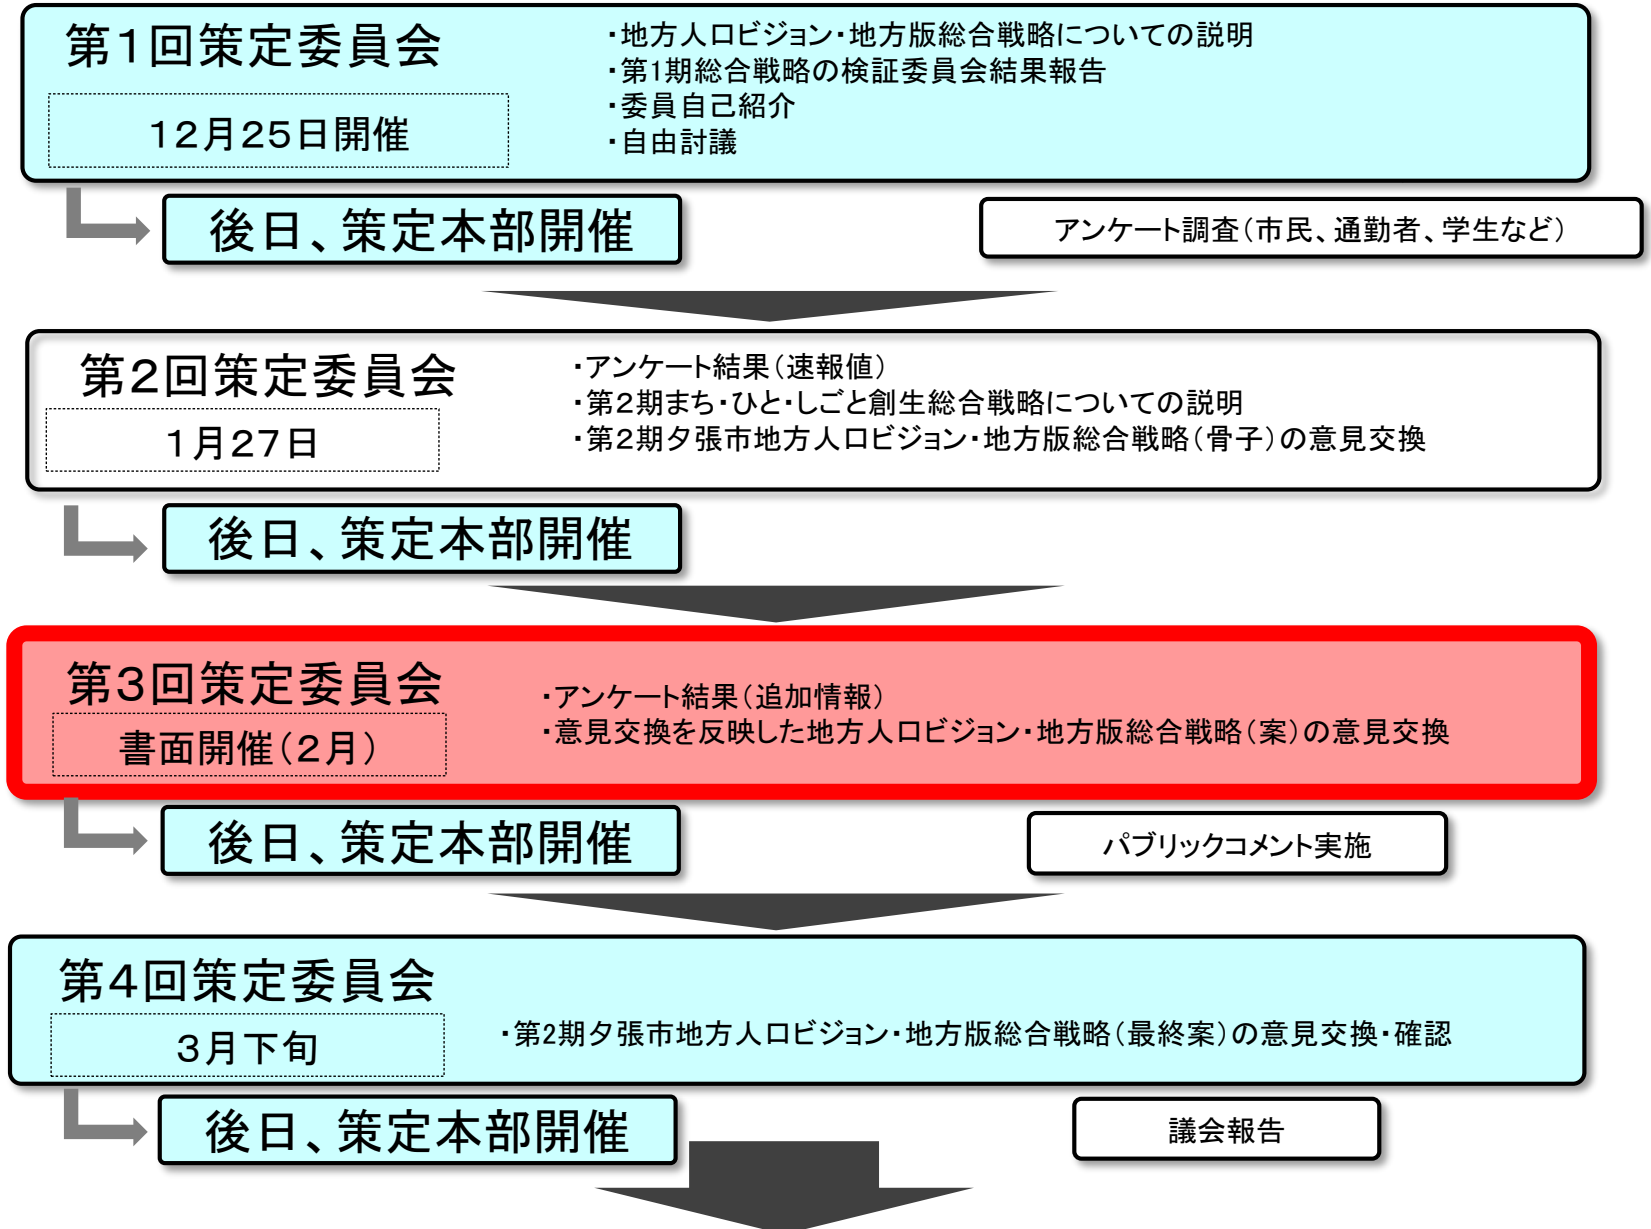 第1回策定委員会
12月25日開催
・地方人口ビジョン・地方版総合戦略についての説明
・第1期総合戦略の検証委員会結果報告
・委員自己紹介
・自由討議
後日、策定本部開催
アンケート調査（市民、通勤者、学生など）
第2回策定委員会
1月27日
・アンケート結果（速報値）
・第2期まち・ひと・しごと創生総合戦略についての説明
・第2期夕張市地方人口ビジョン・地方版総合戦略（骨子）の意見交換
後日、策定本部開催
第3回策定委員会
書面開催（2月）
・アンケート結果（追加情報）
・意見交換を反映した地方人口ビジョン・地方版総合戦略（案）の意見交換
後日、策定本部開催
パブリックコメント実施
第4回策定委員会
3月下旬
・第2期夕張市地方人口ビジョン・地方版総合戦略（最終案）の意見交換・確認
後日、策定本部開催
議会報告